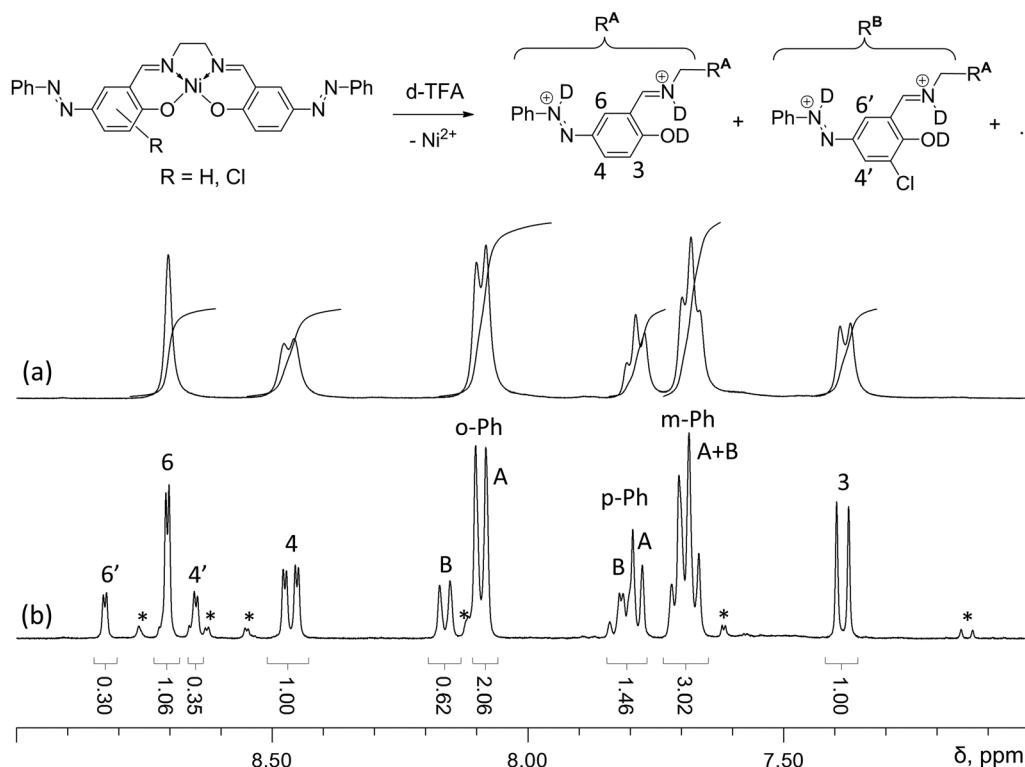 R^A
R^B
Ph N N N N Ni O O N N Ph
R
R = H, Cl
d-TFA
- Ni2+
R^A
D
⊕
Ph N N
6
⊕
N
D
OD
4 3
+
R^A
D
⊕
Ph N N
6’
⊕
N
D
OD
4’ Cl
+ .
(a)
(b)
6’ * 6 4’ * * 4 B * o-Ph A p-Ph B A m-Ph A+B * 3 *
0.30 1.06 0.35 1.00 0.62 2.06 1.46 3.02 1.00
8.50 8.00 7.50 δ, ppm